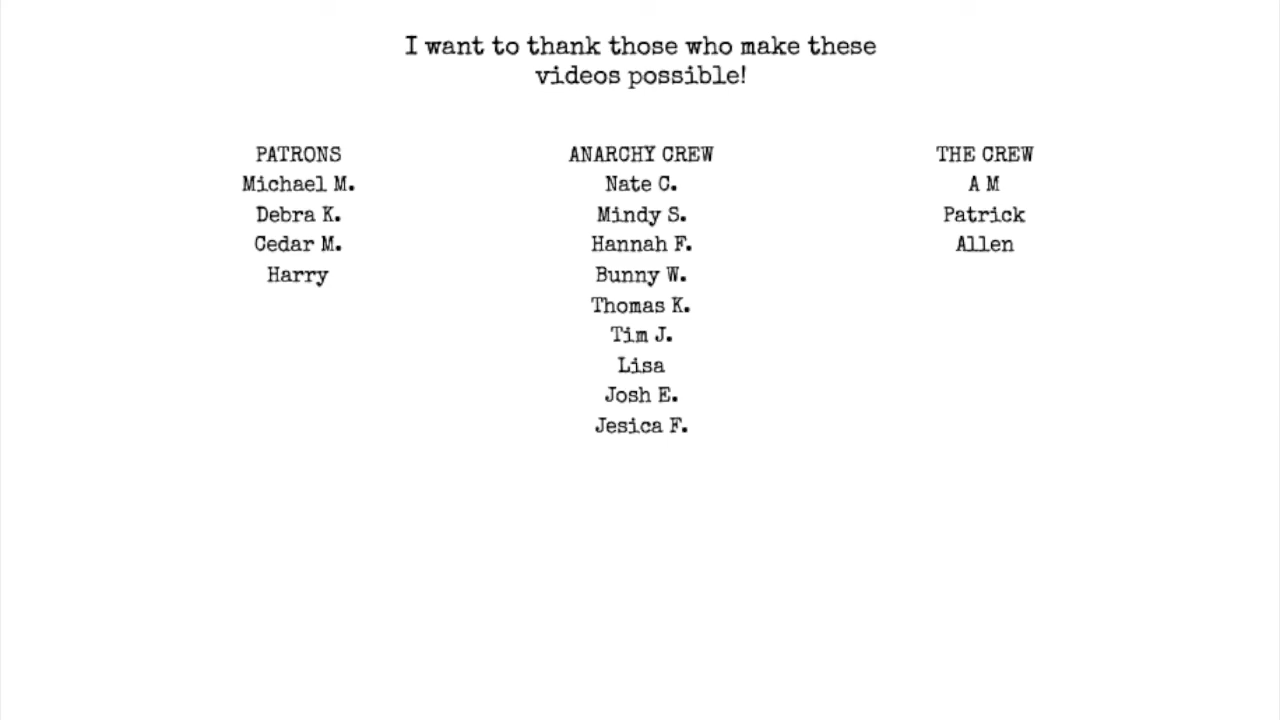 I want to thank those who make these
videos possible!
PATRONS
Michael M.
Debra K.
Cedar M.
Harry
ANARCHY CREW
Nate C.
Mindy S.
Hannah F.
Bunny W.
Thomas K.
Tim J.
Lisa
Josh E.
Jesica F.
THE CREW
A M
Patrick
Allen